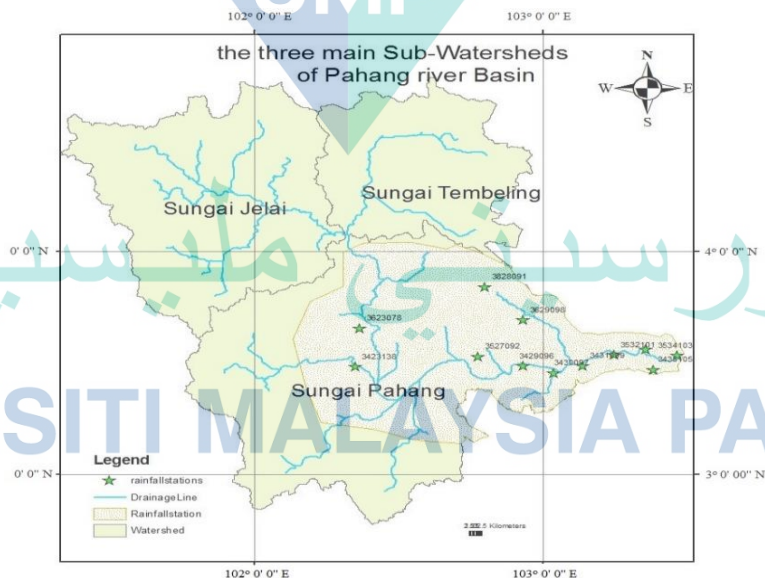 102° 0' 0" E
103° 0' 0" E
the three main Sub-Watersheds
of Pahang river Basin
N
W
E
S
Sungai Tembeling
Sungai Jelai
0' 0" N
4° 0' 0" N
3828091
3629098
3623078
3527092
3532101
3534103
3423138
3429096
Sungai Pahang
SITI MALAYSIA PA
Legend
rainfallstations
DrainageLine
Rainfallstation
Watershed
0' 0" N
3° 0' 00" N
Kilometers
102° 0' 0" E
103° 0' 0" E